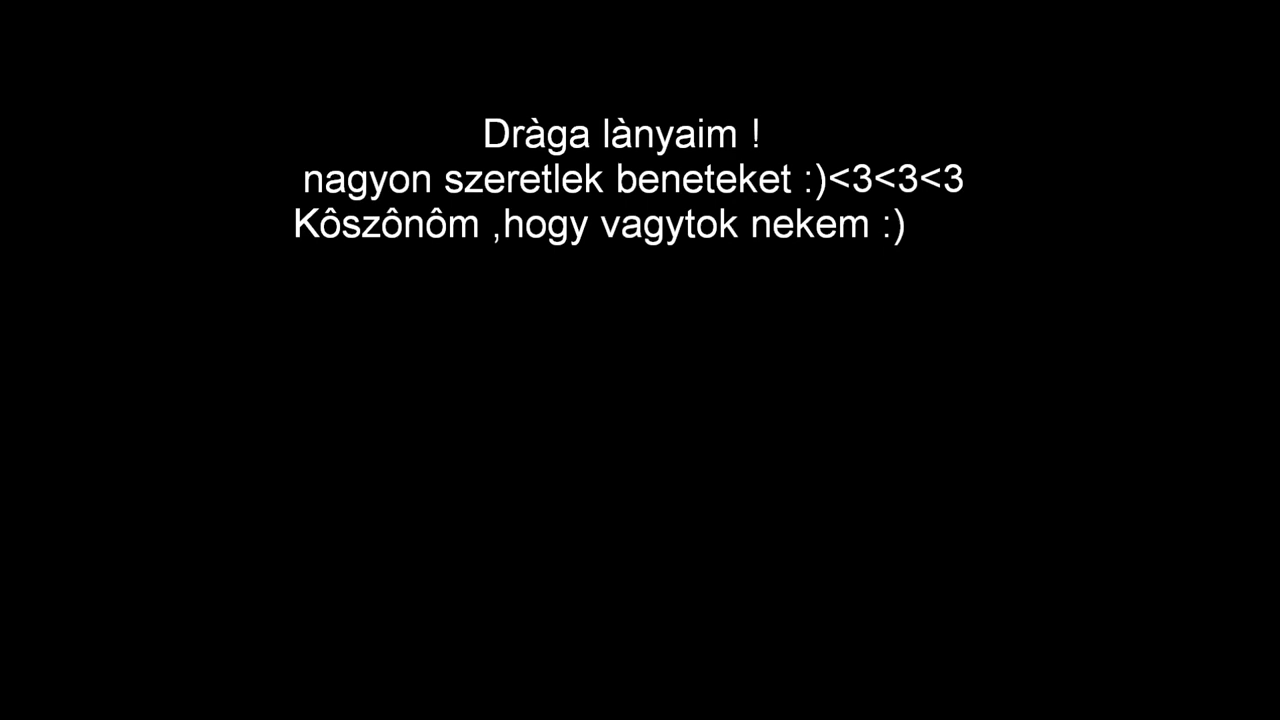 Dràga lànyaim !
nagyon szeretlek beneteket :)<3<3<3
Kôszônôm ,hogy vagytok nekem :)